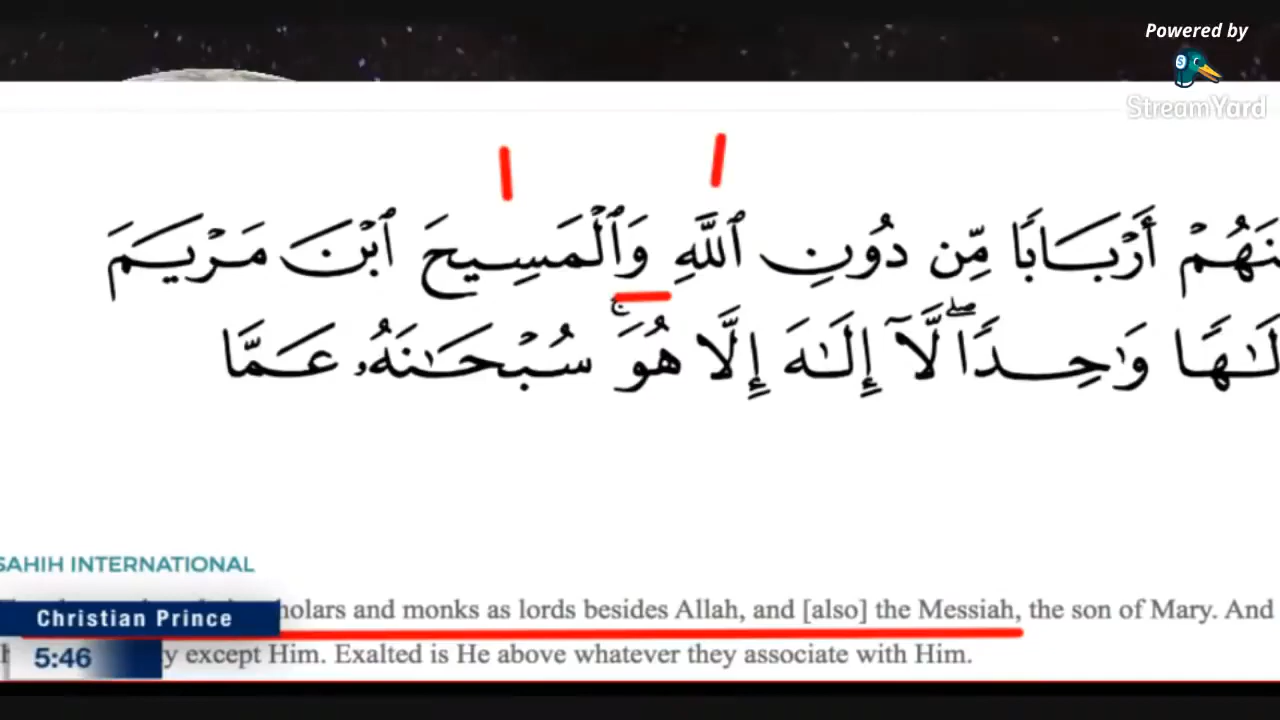 Powered by
StreamYard
أَرْبَابًا مِّن دُونِ ٱللَّهِ وَٱلْمَسِيحَ ٱبْنَ مَرْيَمَ
وَٰحِدًا ۖ لَّآ إِلَـٰهَ إِلَّا هُوَ ۚ سُبْحَـٰنَهُۥ عَمَّا
SAHIH INTERNATIONAL
and monks as lords besides Allah, and [also] the Messiah, the son of Mary. And
Christian Prince
except Him. Exalted is He above whatever they associate with Him.
5:46